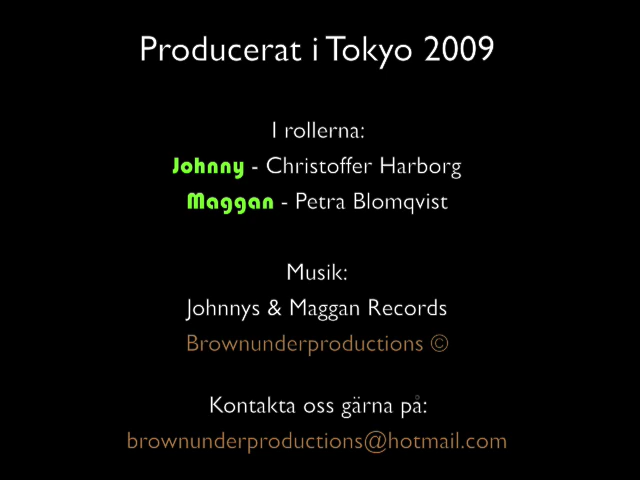 Producerat i Tokyo 2009
I rollerna:
Johnny - Christoffer Harborg
Maggan - Petra Blomqvist
Musik:
Johnnys & Maggan Records
Brownunderproductions ©
Kontakta oss gärna på:
brownunderproductions@hotmail.com